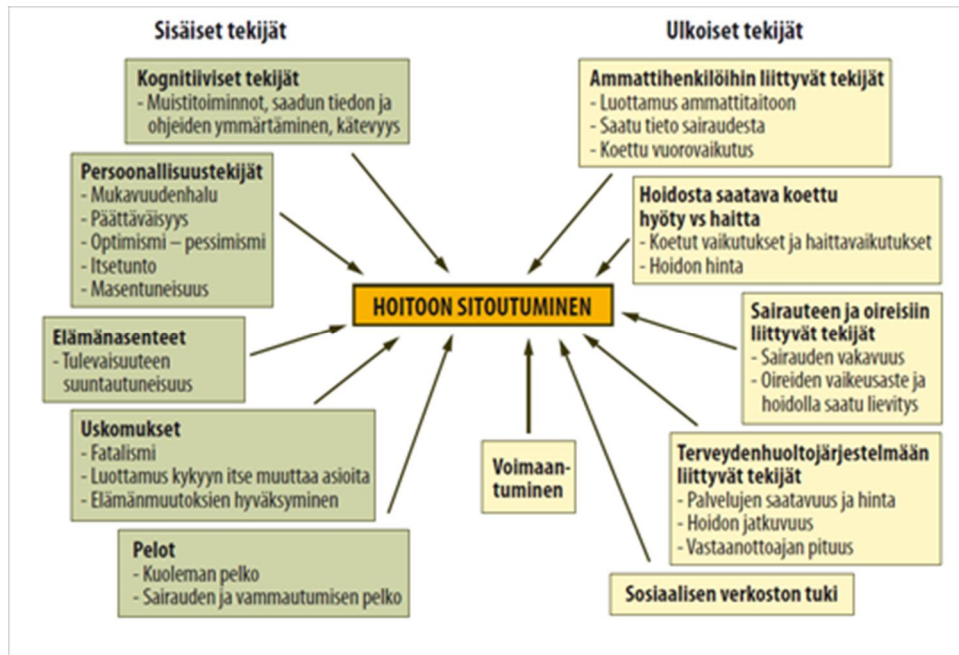 Sisäiset tekijät
Kognitiiviset tekijät
- Muistitoiminnot, saadun tiedon ja
ohjeiden ymmärtäminen, kätevyys
Persoonallisuustekijät
- Mukavuudenhalu
- Päättäväisyys
- Optimismi – pessimismi
- Itsetunto
- Masentuneisuus
Elämänasenteet
- Tulevaisuuteen
suuntautuneisuus
Uskomukset
- Fatalismi
- Luottamus kykyyn itse muuttaa asioita
- Elämänmuutoksien hyväksyminen
Pelot
- Kuoleman pelko
- Sairauden ja vammautumisen pelko
HOITOON SITOUTUMINEN
Voimaan-
tuminen
Ulkoiset tekijät
Ammattihenkilöihin liittyvät tekijät
- Luottamus ammattitaitoon
- Saatu tieto sairaudesta
- Koettu vuorovaikutus
Hoidosta saatava koettu
hyöty vs haitta
- Koetut vaikutukset ja haittavaikutukset
- Hoidon hinta
Sairauteen ja oireisiin
liittyvät tekijät
- Sairauden vakavuus
- Oireiden vaikeusaste ja
hoidolla saatu lievitys
Terveydenhuoltojärjestelmään
liittyvät tekijät
- Palvelujen saatavuus ja hinta
- Hoidon jatkuvuus
- Vastaanottoajan pituus
Sosiaalisen verkoston tuki